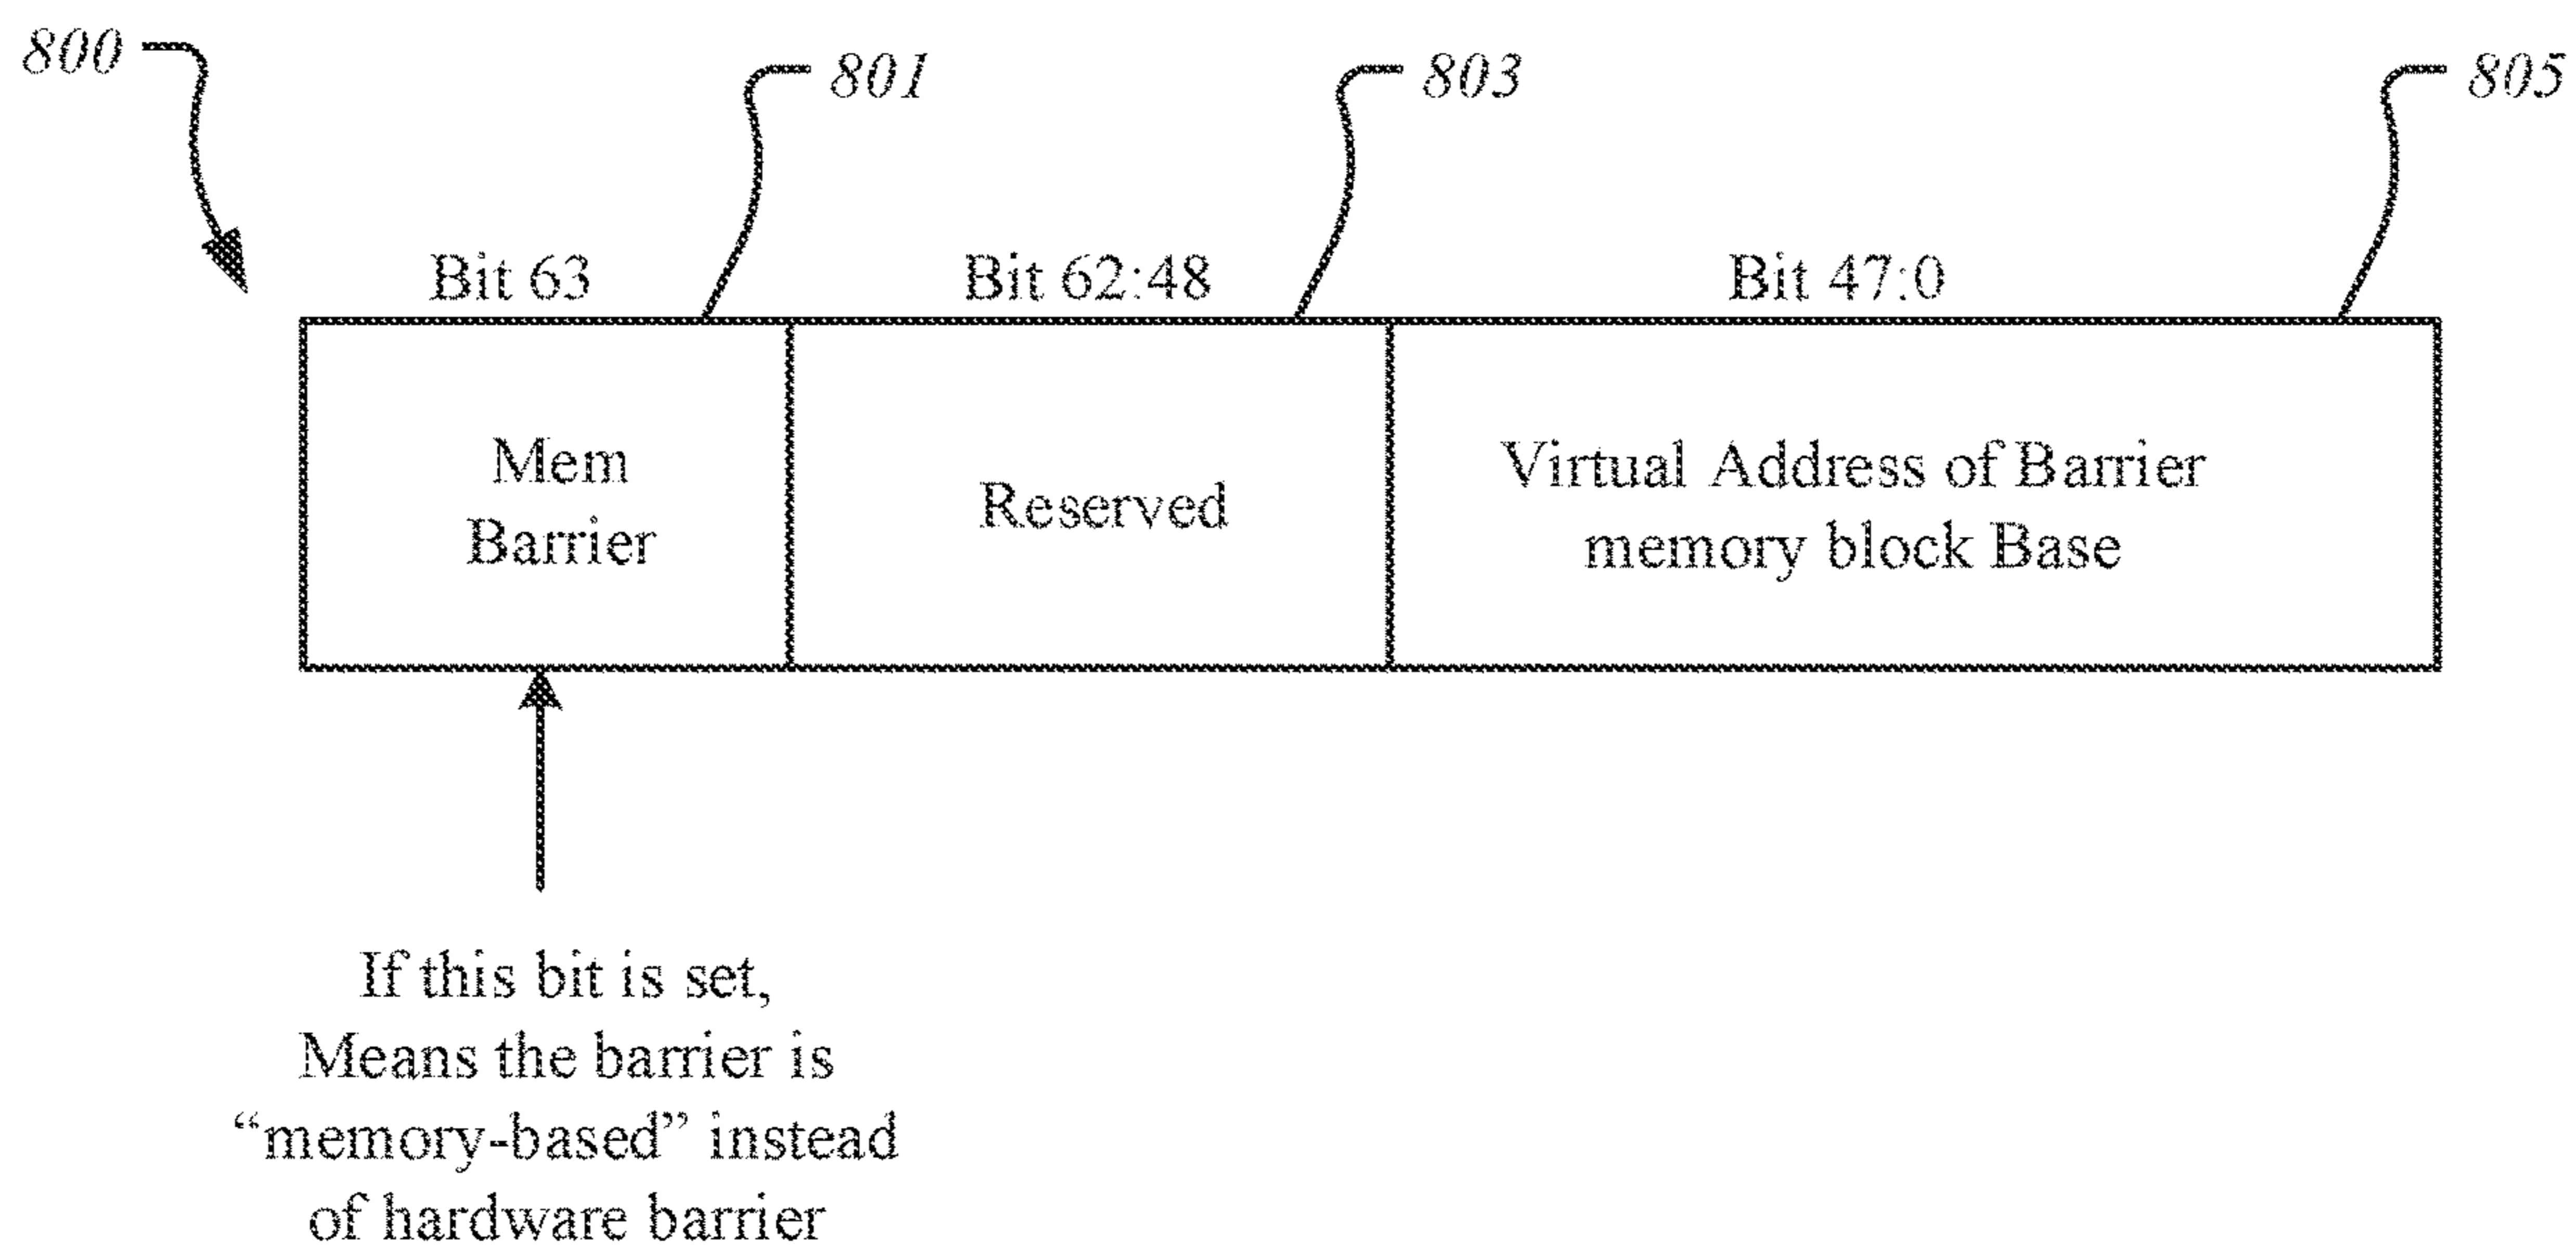 800
801
803
805
Bit 63
Bit 62:48
Bit 47:0
Mem
Barrier
Reserved
Virtual Address of Barrier
memory block Base
If this bit is set,
Means the barrier is
“memory-based” instead
of hardware barrier